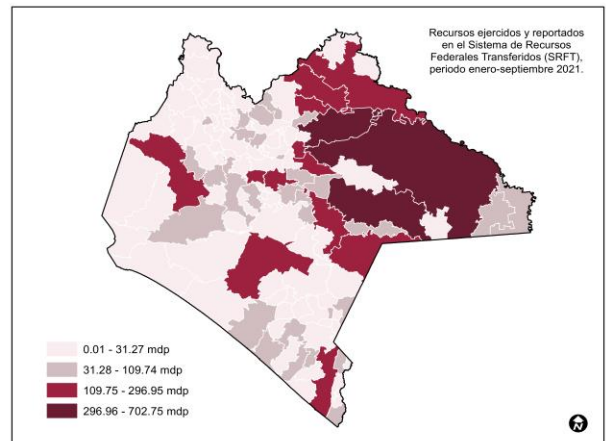 Recursos ejercidos y reportados
en el Sistema de Recursos
Federales Transferidos (SRFT),
periodo enero-septiembre 2021.
0.01 - 31.27 mdp
31.28 - 109.74 mdp
109.75 - 296.95 mdp
296.96 - 702.75 mdp
N